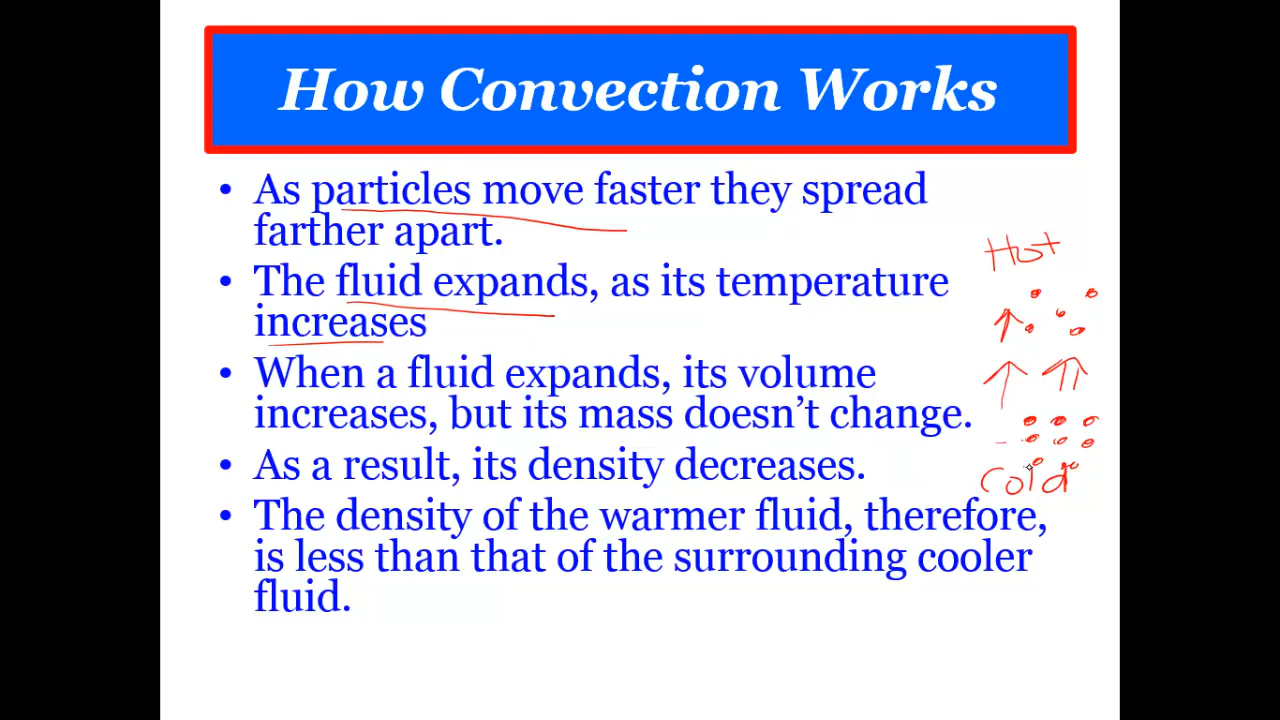 How Convection Works
• As particles move faster they spread
farther apart.
• The fluid expands, as its temperature
increases
• When a fluid expands, its volume
increases, but its mass doesn’t change.
• As a result, its density decreases.
• The density of the warmer fluid, therefore,
is less than that of the surrounding cooler
fluid.
Hot
Cold